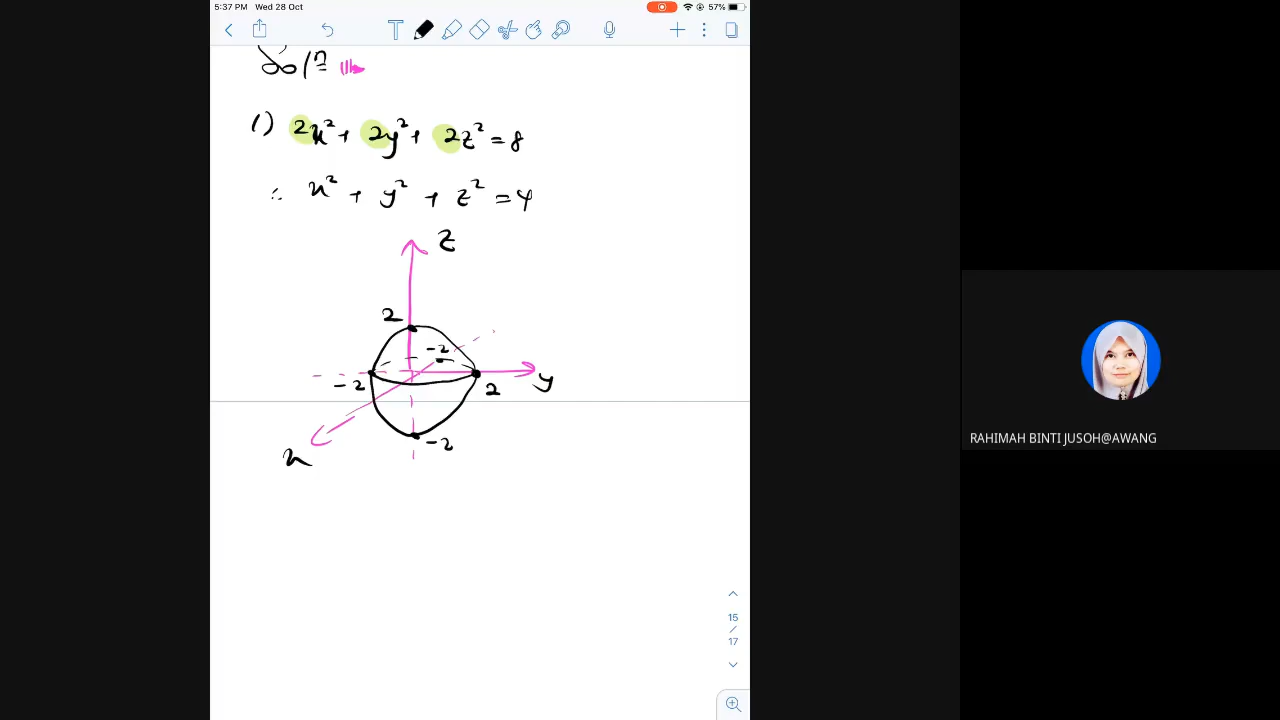 5:37 PM Wed 28 Oct
57%
Sol/n =
1) 2x² + 2y² + 2z² = 8
∴ x² + y² + z² = 4
z
2
-2
-2
2
y
-2
x
15
/
17
RAHIMAH BINTI JUSOH@AWANG